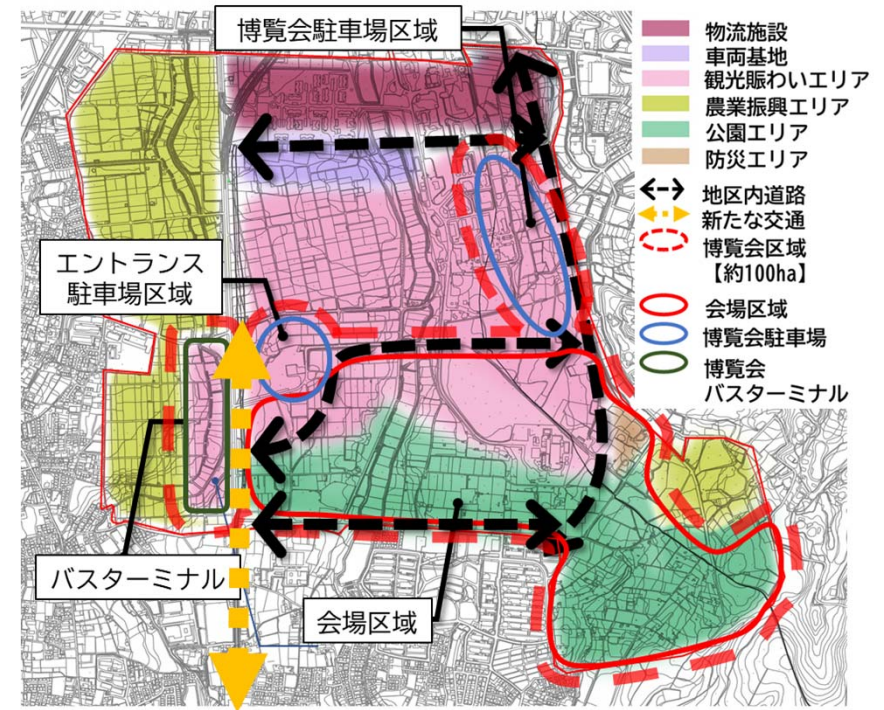 博覧会駐車場区域
エントランス
駐車場区域
バスターミナル
会場区域
物流施設
車両基地
観光賑わいエリア
農業振興エリア
公園エリア
防災エリア
地区内道路
新たな交通
博覧会区域
【約100ha】
会場区域
博覧会駐車場
博覧会
バスターミナル